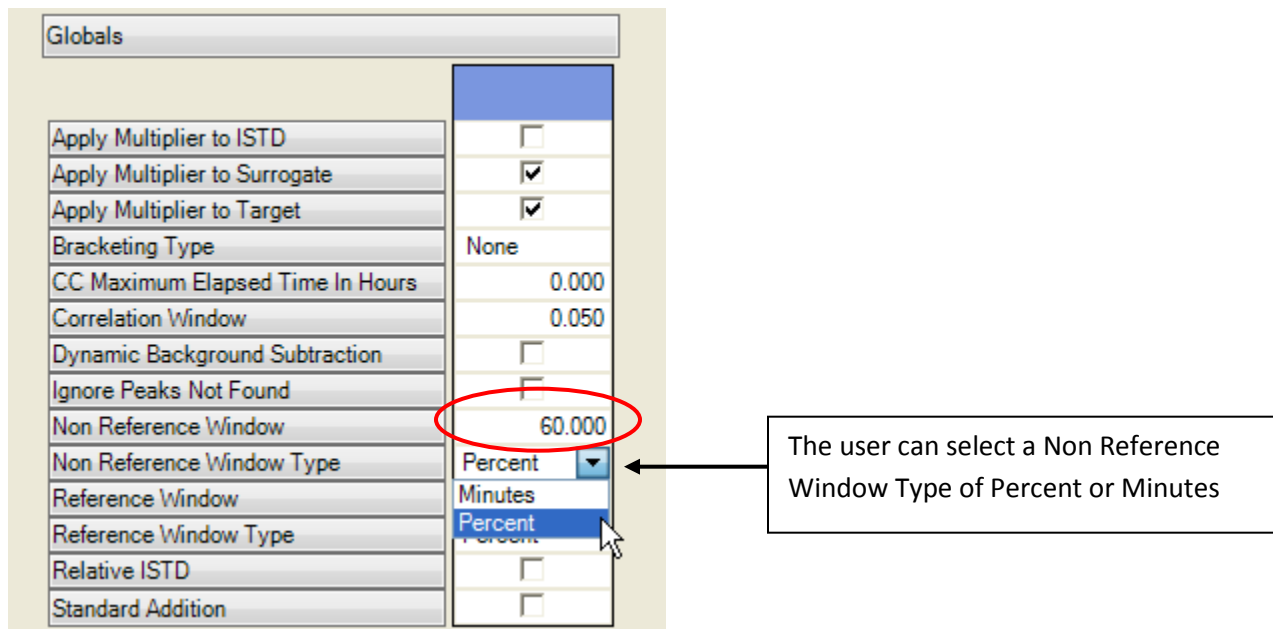 Globals
Apply Multiplier to ISTD
Apply Multiplier to Surrogate
Apply Multiplier to Target
Bracketing Type None
CC Maximum Elapsed Time In Hours 0.000
Correlation Window 0.050
Dynamic Background Subtraction
Ignore Peaks Not Found
Non Reference Window 60.000
Non Reference Window Type Percent
Reference Window Minutes
Reference Window Type Percent
Relative ISTD
Standard Addition
The user can select a Non Reference
Window Type of Percent or Minutes